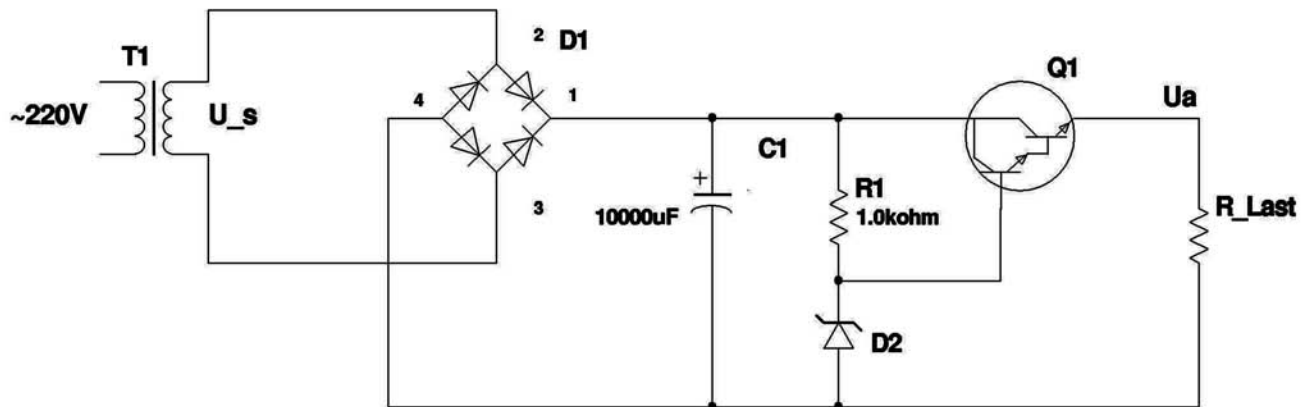 T1
~220V
U_s
2
D1
4
1
3
C1
+
10000uF
R1
1.0kohm
D2
Q1
Ua
R_Last